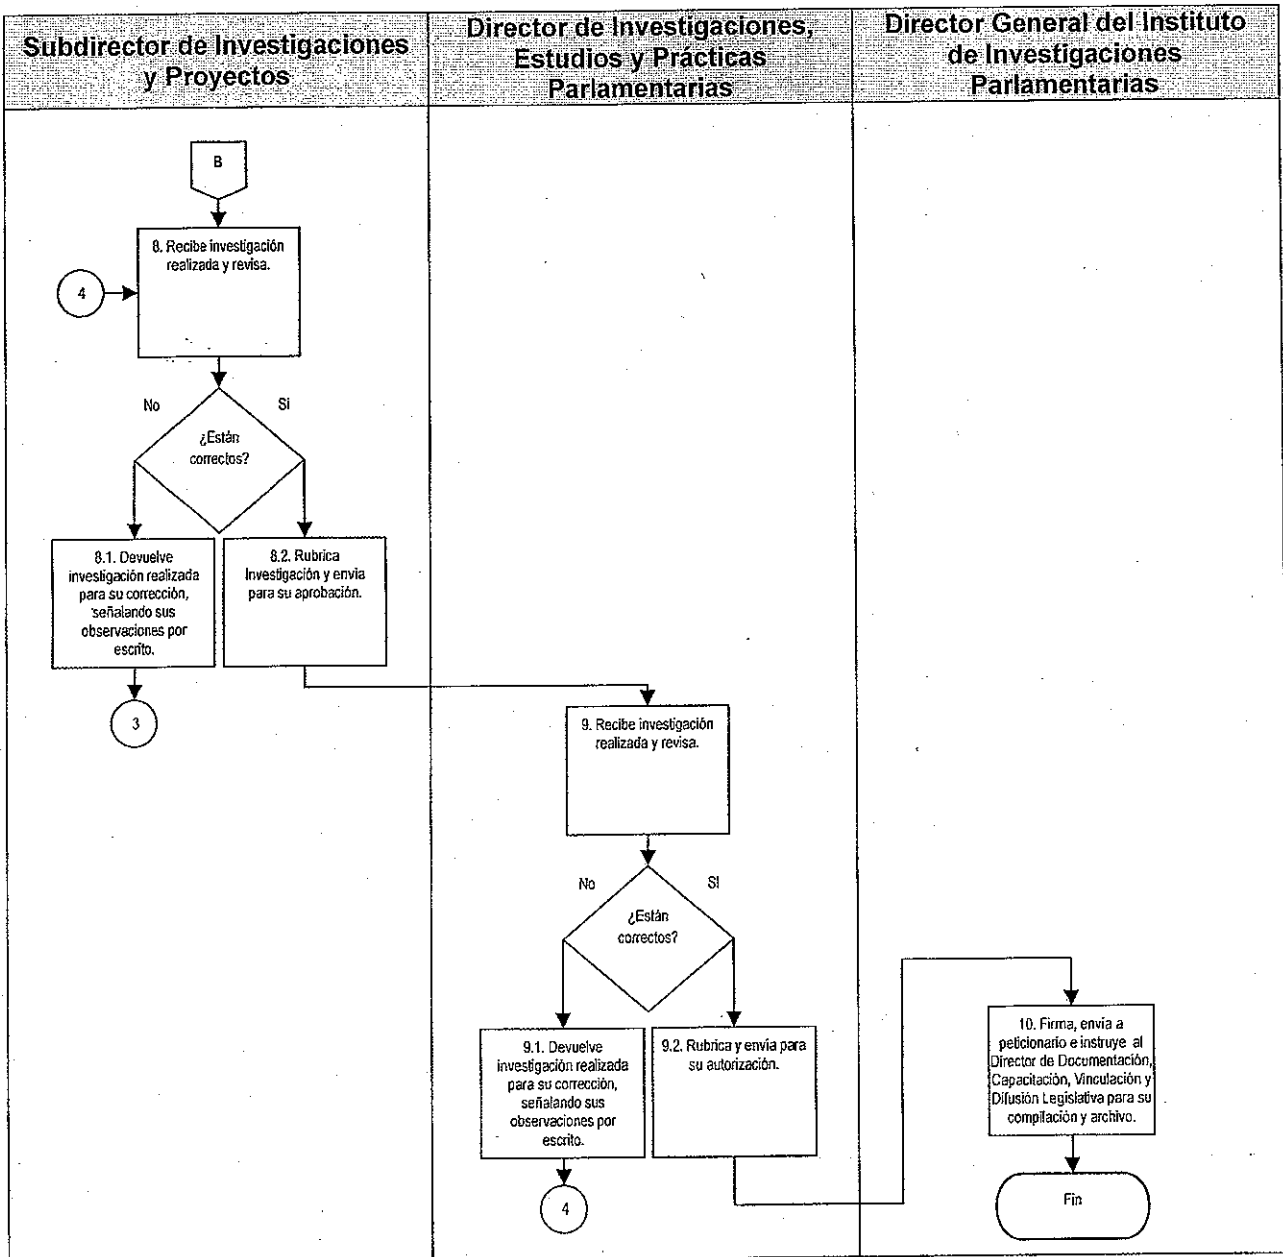 Subdirector de Investigaciones
y Proyectos
Director de Investigaciones,
Estudios y Prácticas
Parlamentarias
Director General del Instituto
de Investigaciones
Parlamentarias
B
8. Recibe investigación
realizada y revisa.
4
No
Si
¿Están
correctos?
8.1. Devuelve
investigación realizada
para su corrección,
señalando sus
observaciones por
escrito.
8.2. Rubrica
Investigación y envia
para su aprobación.
3
9. Recibe investigación
realizada y revisa.
No
Si
¿Están
correctos?
9.1. Devuelve
investigación realizada
para su corrección,
señalando sus
observaciones por
escrito.
9.2. Rubrica y envia para
su autorización.
4
10. Firma, envia a
peticionario e instruye al
Director de Documentación,
Capacitación, Vinculación y
Difusión Legislativa para su
compilación y archivo.
Fin